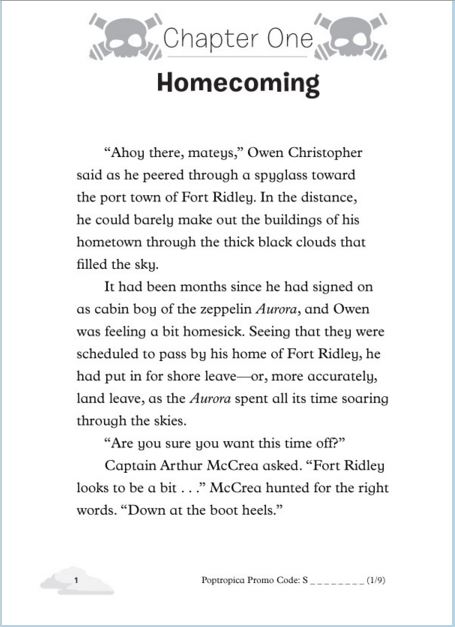 Chapter One
Homecoming
“Ahoy there, mateys,” Owen Christopher
said as he peered through a spyglass toward
the port town of Fort Ridley. In the distance,
he could barely make out the buildings of his
hometown through the thick black clouds that
filled the sky.
It had been months since he had signed on
as cabin boy of the zeppelin Aurora, and Owen
was feeling a bit homesick. Seeing that they were
scheduled to pass by his home of Fort Ridley, he
had put in for shore leave—or, more accurately,
land leave, as the Aurora spent all its time soaring
through the skies.
“Are you sure you want this time off?”
Captain Arthur McCrea asked. “Fort Ridley
looks to be a bit . . .” McCrea hunted for the right
words. “Down at the boot heels.”
1
Poptropica Promo Code: S _ _ _ _ _ _ _ _ (1/9)